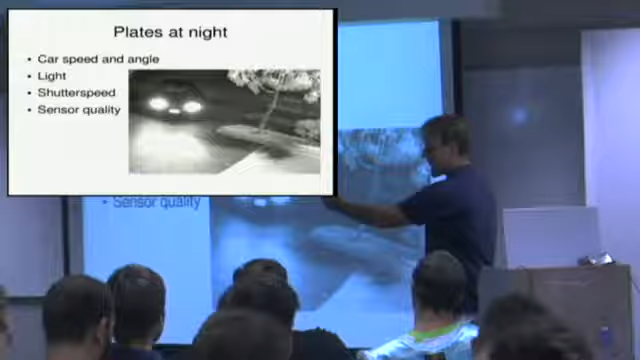 Plates at night
• Car speed and angle
• Light
• Shutterspeed
• Sensor quality
• Sensor quality